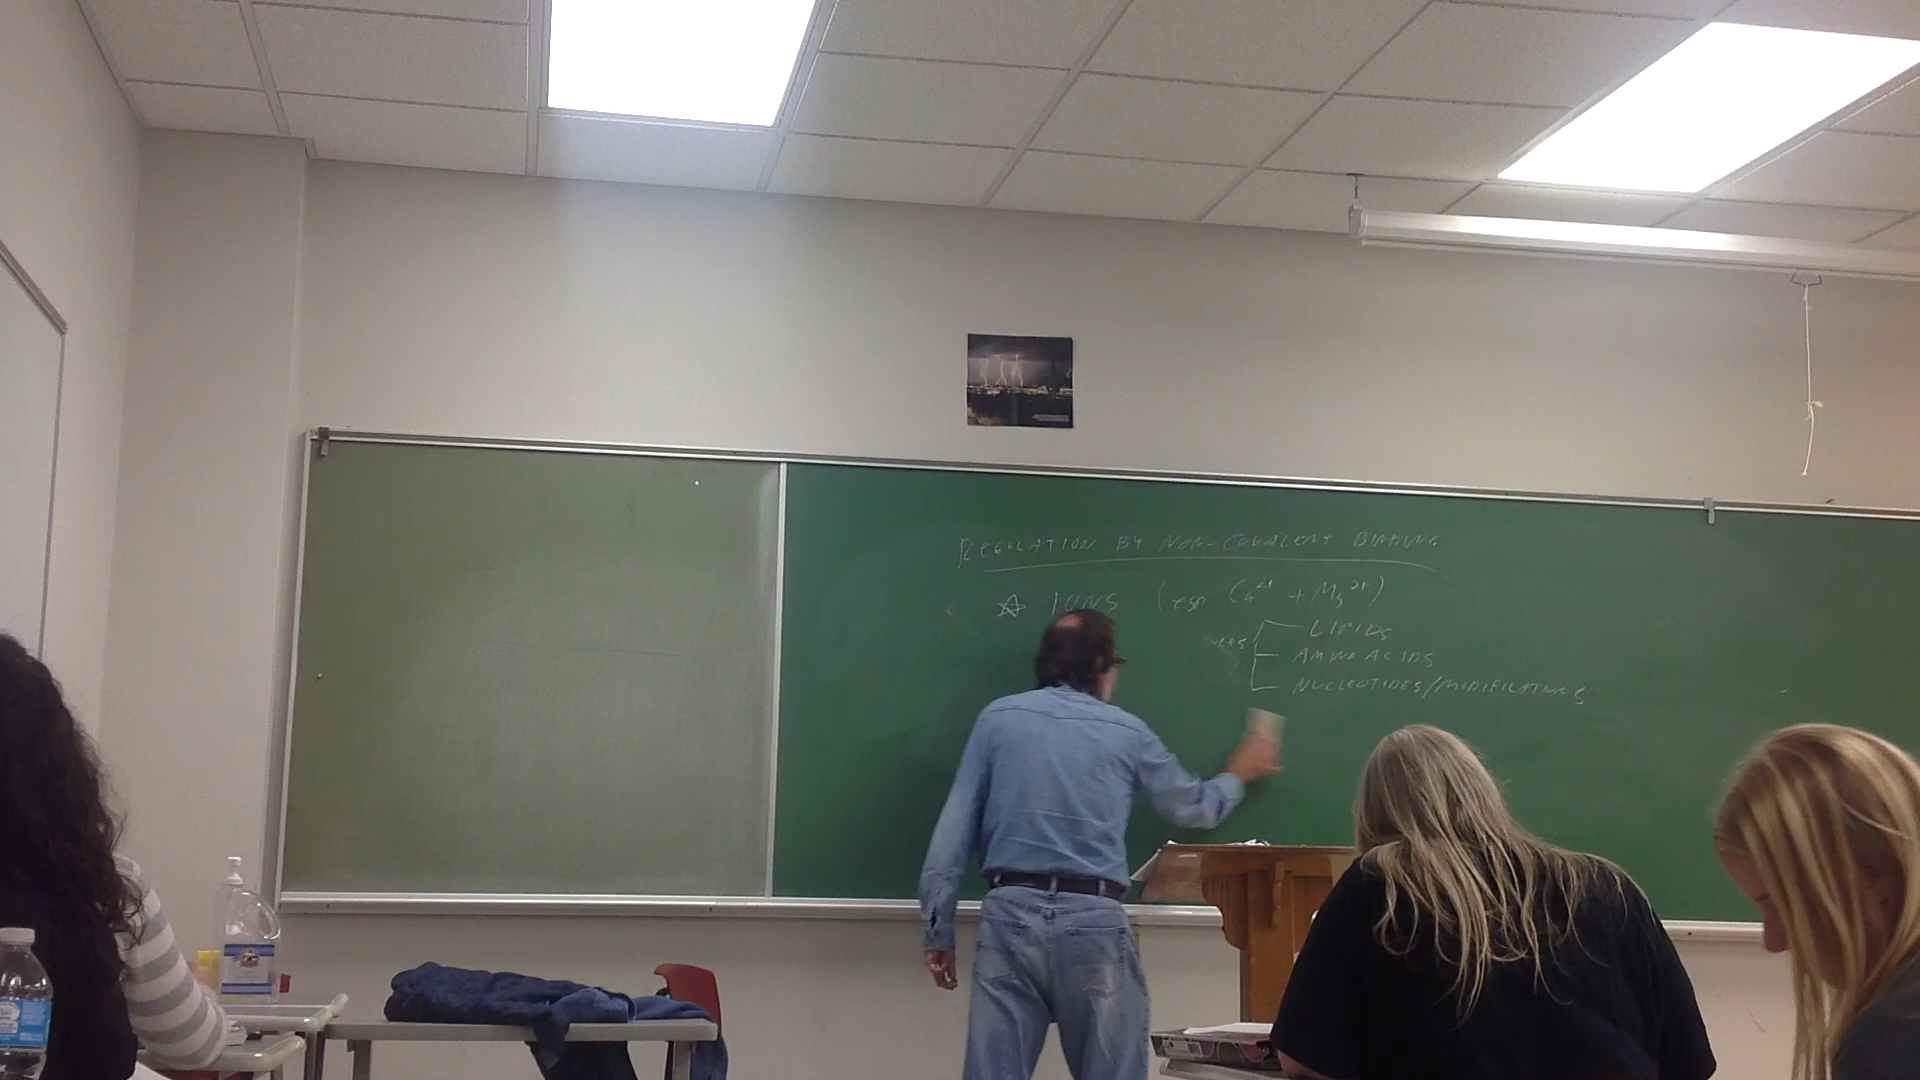 REGULATION BY NON-COVALENT BINDING
☆ IONS (esp Ca2+ + Mg2+)
LIPIDS
AMINO ACIDS
NUCLEOTIDES/MODIFICATIONS